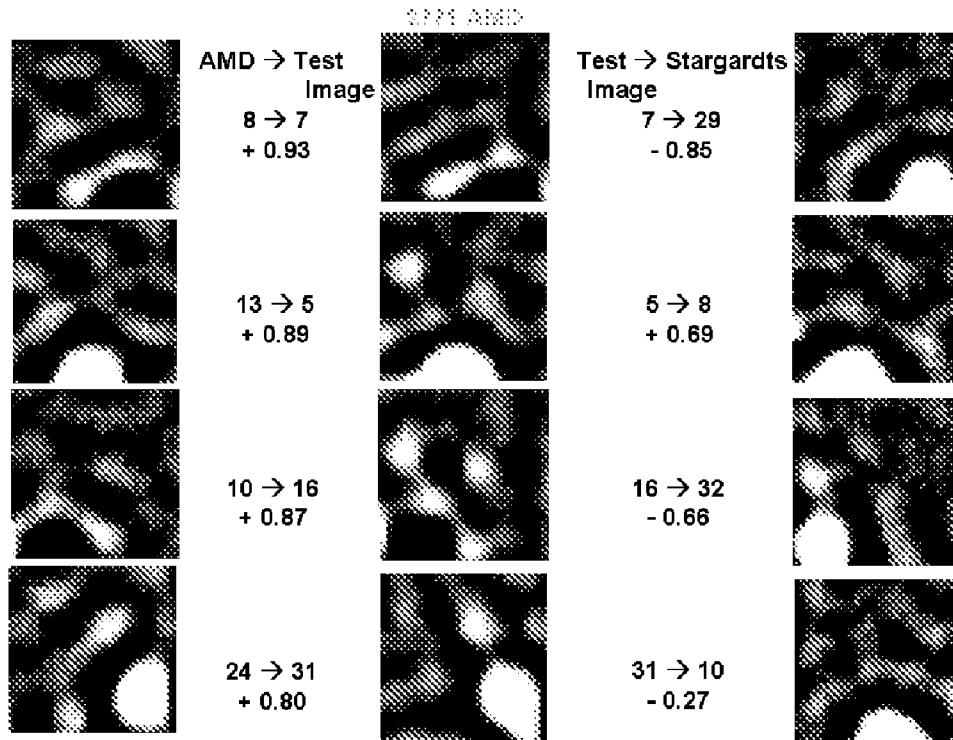 AMD → Test
Image
8 → 7
+ 0.93
Test → Stargardts
Image
7 → 29
- 0.85
13 → 5
+ 0.89
5 → 8
+ 0.69
10 → 16
+ 0.87
16 → 32
- 0.66
24 → 31
+ 0.80
31 → 10
- 0.27